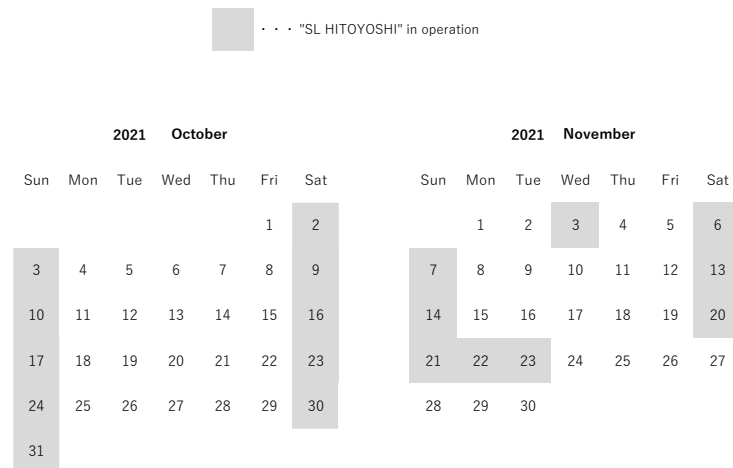 ・・・"SL HITOYOSHI" in operation
2021 October
Sun Mon Tue Wed Thu Fri Sat
1 2
3 4 5 6 7 8 9
10 11 12 13 14 15 16
17 18 19 20 21 22 23
24 25 26 27 28 29 30
31
2021 November
Sun Mon Tue Wed Thu Fri Sat
1 2 3 4 5 6
7 8 9 10 11 12 13
14 15 16 17 18 19 20
21 22 23 24 25 26 27
28 29 30